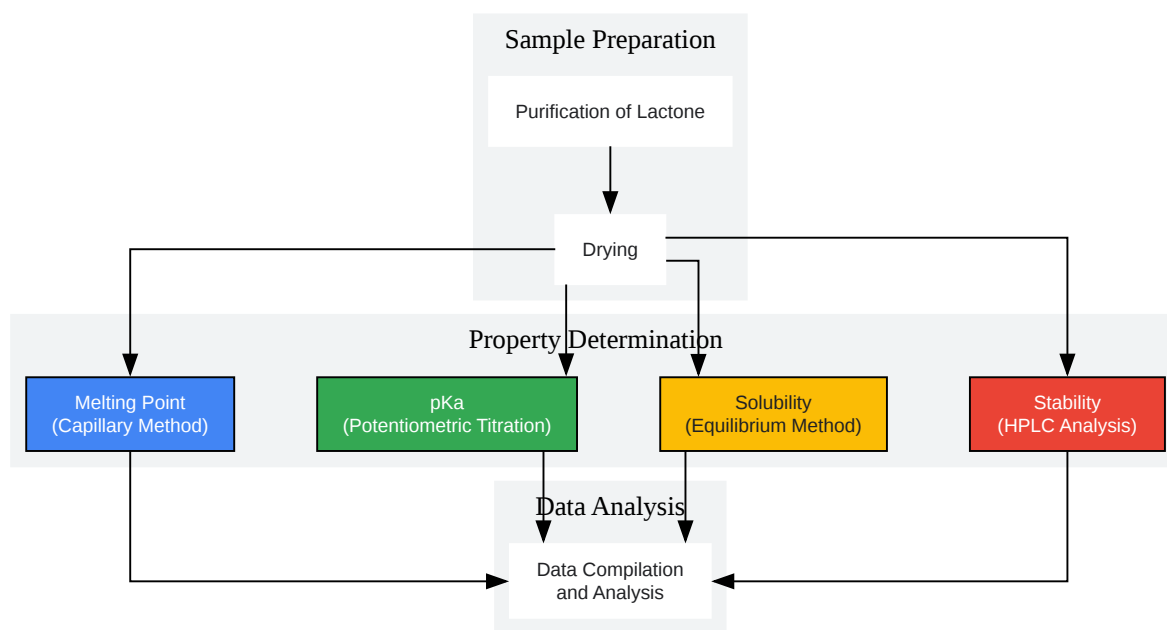 Sample Preparation
Purification of Lactone
Drying
Property Determination
Melting Point
(Capillary Method)
pKa
(Potentiometric Titration)
Solubility
(Equilibrium Method)
Stability
(HPLC Analysis)
Data Analysis
Data Compilation
and Analysis